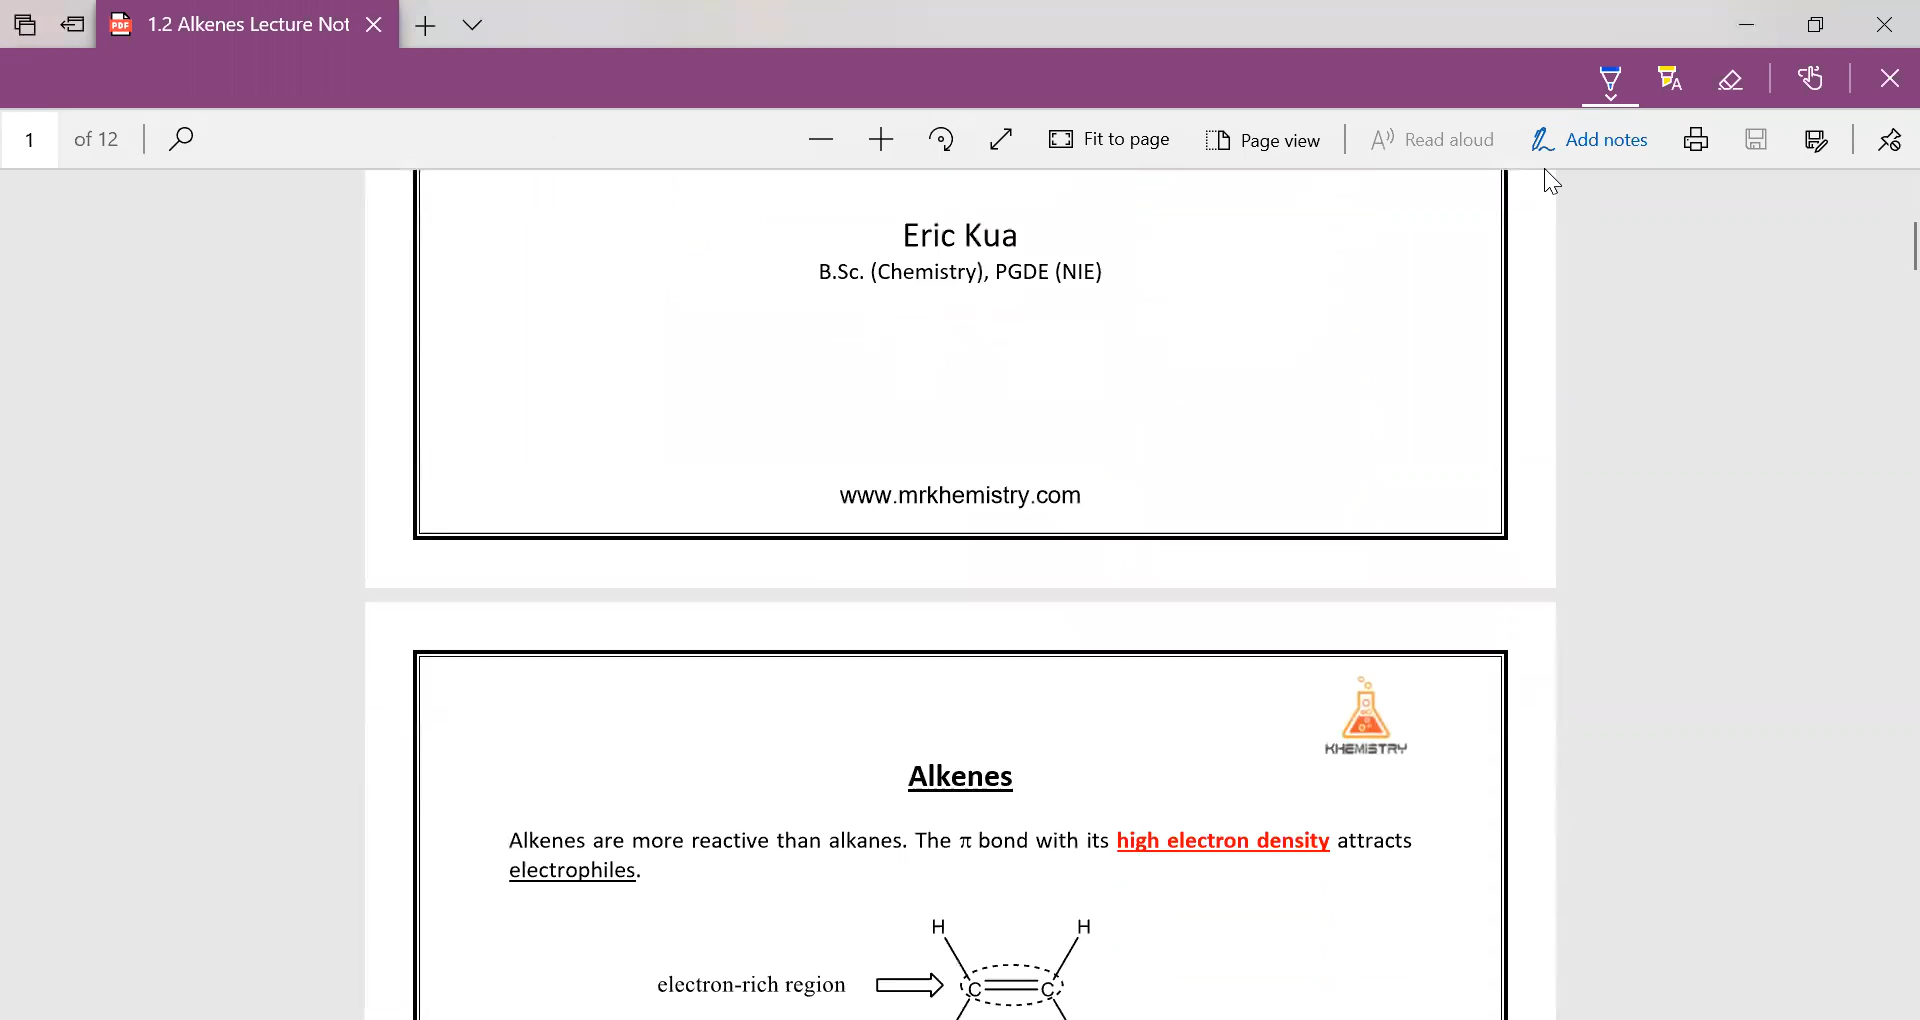 1.2 Alkenes Lecture Not
1 of 12
Fit to page
Page view
Read aloud
Add notes
Eric Kua
B.Sc. (Chemistry), PGDE (NIE)
www.mrkhemistry.com
KHEMISTRY
Alkenes
Alkenes are more reactive than alkanes. The π bond with its high electron density attracts
electrophiles.
H H
electron-rich region C C